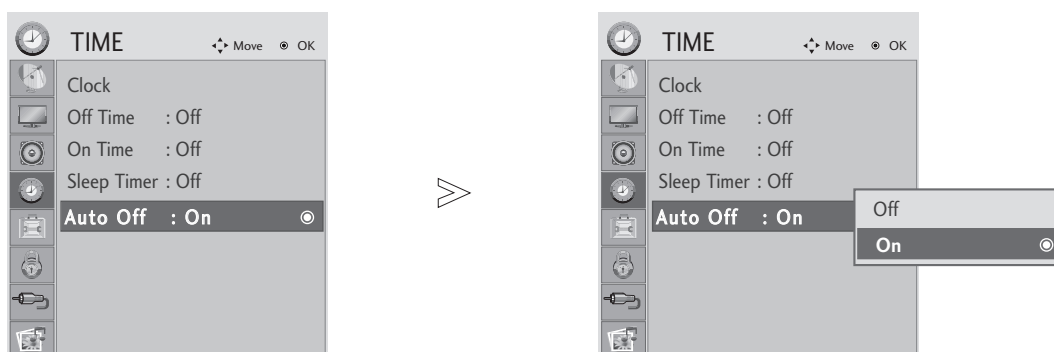 TIME Move OK
Clock
Off Time : Off
On Time : Off
Sleep Timer : Off
Auto Off : On
TIME Move OK
Clock
Off Time : Off
On Time : Off
Sleep Timer : Off
Auto Off : On
Off
On